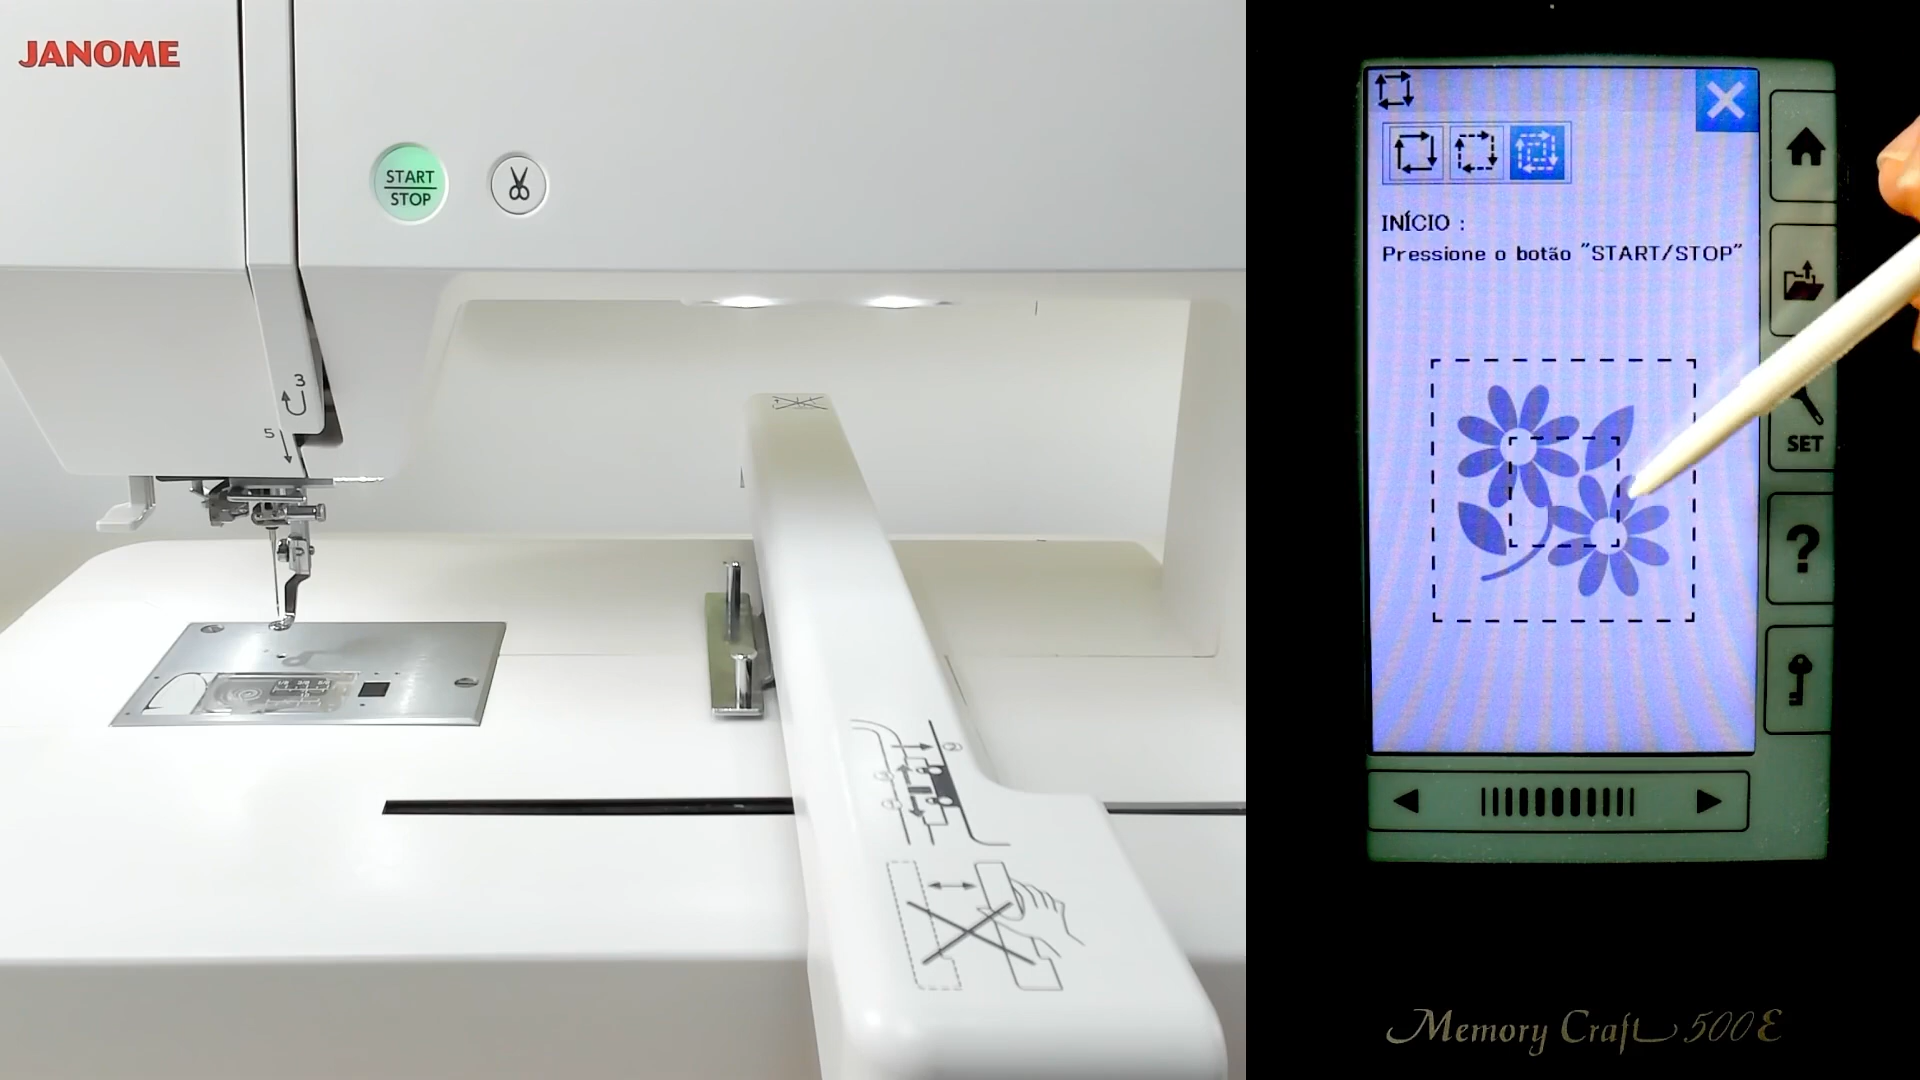 JANOME
START
STOP
3
5
INÍCIO :
Pressione o botão "START/STOP"
SET
?
Memory Craft 500E